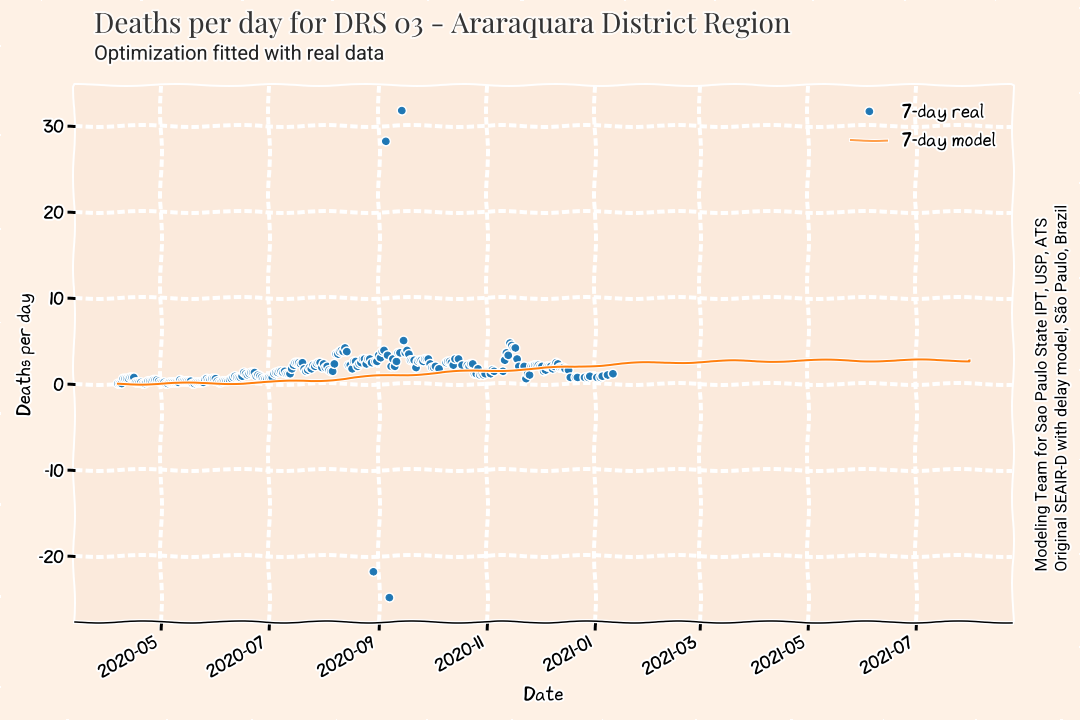 Deaths per day for DRS 03 - Araraquara District Region
Optimization fitted with real data
7-day real
7-day model
30
20
10
0
-10
-20
Deaths per day
2020-05
2020-07
2020-09
2020-11
2021-01
2021-03
2021-05
2021-07
Date
Modeling Team for Sao Paulo State IPT, USP, ATS
Original SEAIR-D with delay model, São Paulo, Brazil